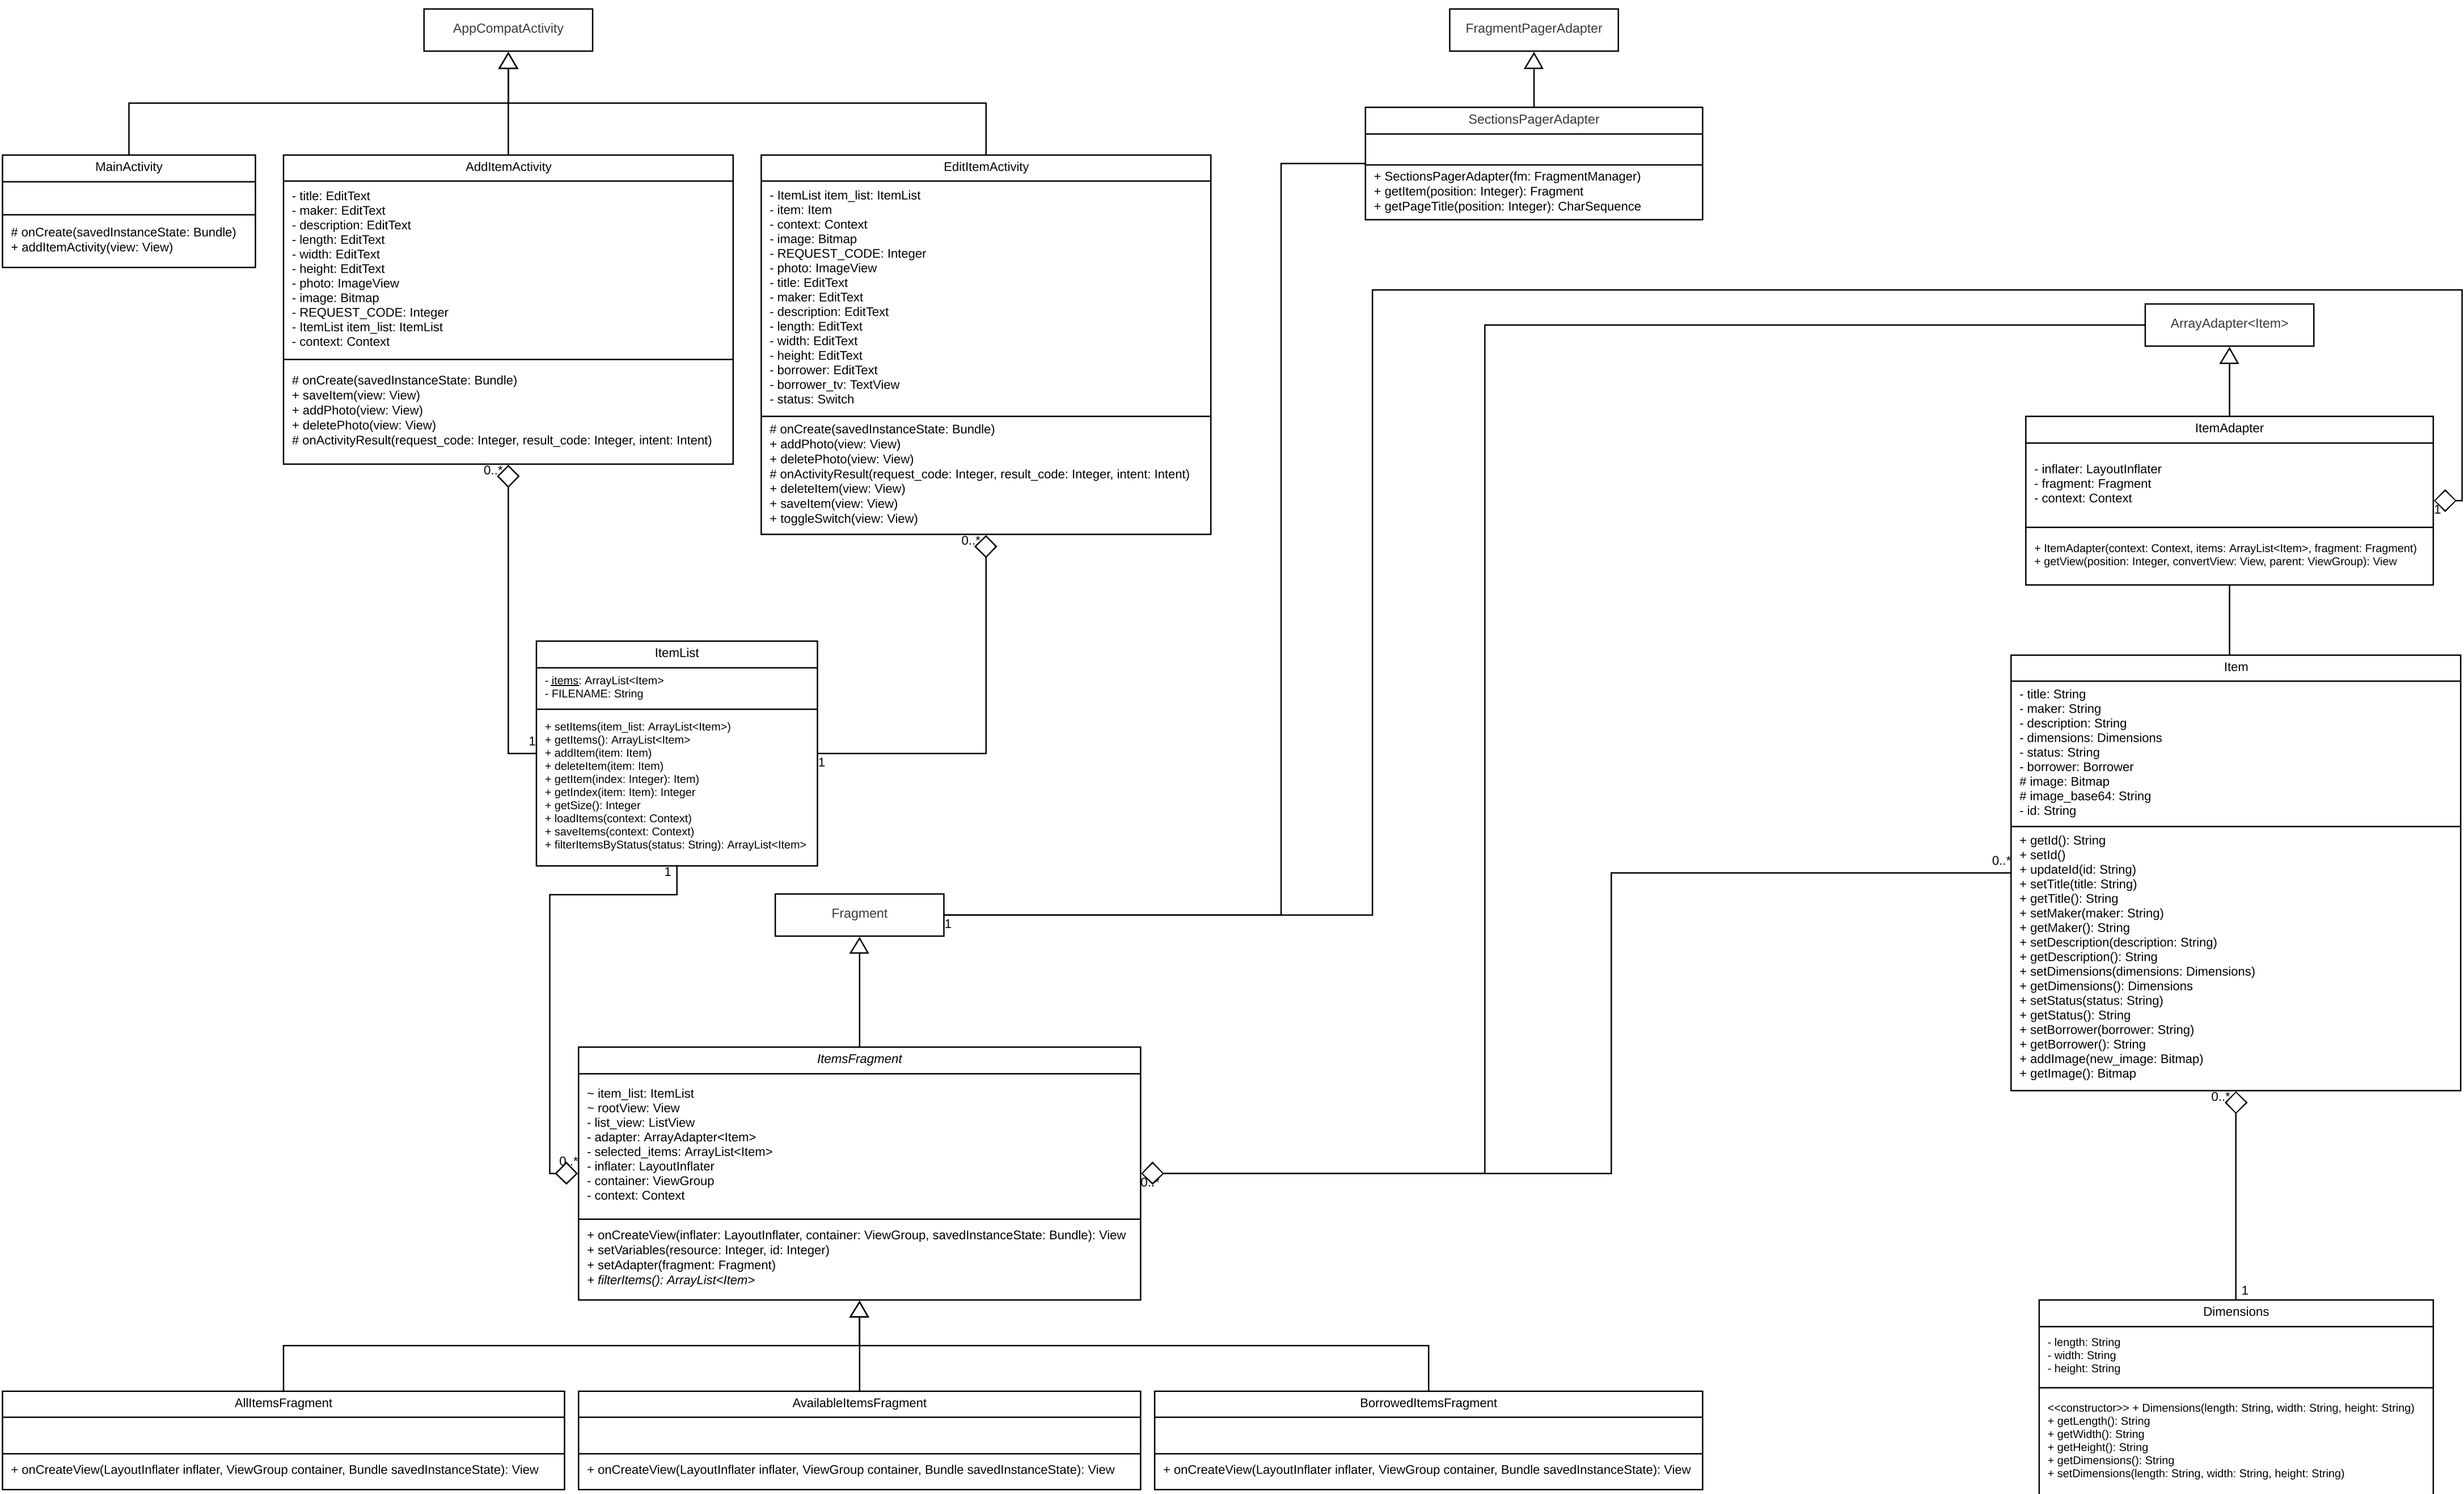 AppCompatActivity
FragmentPagerAdapter
MainActivity
# onCreate(savedInstanceState: Bundle)
+ addItemActivity(view: View)
AddItemActivity
- title: EditText
- maker: EditText
- description: EditText
- length: EditText
- width: EditText
- height: EditText
- photo: ImageView
- image: Bitmap
- REQUEST_CODE: Integer
- ItemList item_list: ItemList
- context: Context
# onCreate(savedInstanceState: Bundle)
+ saveItem(view: View)
+ addPhoto(view: View)
+ deletePhoto(view: View)
# onActivityResult(request_code: Integer, result_code: Integer, intent: Intent)
0..*
EditItemActivity
- ItemList item_list: ItemList
- item: Item
- context: Context
- image: Bitmap
- REQUEST_CODE: Integer
- photo: ImageView
- title: EditText
- maker: EditText
- description: EditText
- length: EditText
- width: EditText
- height: EditText
- borrower: EditText
- borrower_tv: TextView
- status: Switch
# onCreate(savedInstanceState: Bundle)
+ addPhoto(view: View)
+ deletePhoto(view: View)
# onActivityResult(request_code: Integer, result_code: Integer, intent: Intent)
+ deleteItem(view: View)
+ saveItem(view: View)
+ toggleSwitch(view: View)
0..*
SectionsPagerAdapter
+ SectionsPagerAdapter(fm: FragmentManager)
+ getItem(position: Integer): Fragment
+ getPageTitle(position: Integer): CharSequence
ArrayAdapter<Item>
ItemAdapter
- inflater: LayoutInflater
- fragment: Fragment
- context: Context
1
+ ItemAdapter(context: Context, items: ArrayList<Item>, fragment: Fragment)
+ getView(position: Integer, convertView: View, parent: ViewGroup): View
ItemList
- items: ArrayList<Item>
- FILENAME: String
+ setItems(item_list: ArrayList<Item>)
+ getItems(): ArrayList<Item>
+ addItem(item: Item)
+ deleteItem(item: Item)
+ getItem(index: Integer): Item)
+ getIndex(item: Item): Integer
+ getSize(): Integer
+ loadItems(context: Context)
+ saveItems(context: Context)
+ filterItemsByStatus(status: String): ArrayList<Item>
1
1
1
Item
- title: String
- maker: String
- description: String
- dimensions: Dimensions
- status: String
- borrower: Borrower
# image: Bitmap
# image_base64: String
- id: String
+ getId(): String
+ setId()
+ updateId(id: String)
+ setTitle(title: String)
+ getTitle(): String
+ setMaker(maker: String)
+ getMaker(): String
+ setDescription(description: String)
+ getDescription(): String
+ setDimensions(dimensions: Dimensions)
+ getDimensions(): Dimensions
+ setStatus(status: String)
+ getStatus(): String
+ setBorrower(borrower: String)
+ getBorrower(): String
+ addImage(new_image: Bitmap)
+ getImage(): Bitmap
0..*
0..*
Fragment
1
ItemsFragment
~ item_list: ItemList
~ rootView: View
- list_view: ListView
- adapter: ArrayAdapter<Item>
- selected_items: ArrayList<Item>
- inflater: LayoutInflater
- container: ViewGroup
- context: Context
0..*
0..*
+ onCreateView(inflater: LayoutInflater, container: ViewGroup, savedInstanceState: Bundle): View
+ setVariables(resource: Integer, id: Integer)
+ setAdapter(fragment: Fragment)
+ filterItems(): ArrayList<Item>
AllItemsFragment
+ onCreateView(LayoutInflater inflater, ViewGroup container, Bundle savedInstanceState): View
AvailableItemsFragment
+ onCreateView(LayoutInflater inflater, ViewGroup container, Bundle savedInstanceState): View
BorrowedItemsFragment
+ onCreateView(LayoutInflater inflater, ViewGroup container, Bundle savedInstanceState): View
1
Dimensions
- length: String
- width: String
- height: String
<<constructor>> + Dimensions(length: String, width: String, height: String)
+ getLength(): String
+ getWidth(): String
+ getHeight(): String
+ getDimensions(): String
+ setDimensions(length: String, width: String, height: String)